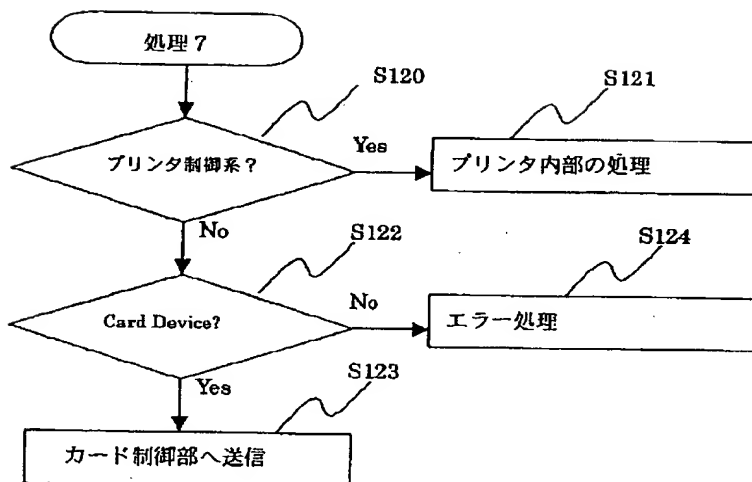 処理７
S120
S121
プリンタ制御系？
Yes
プリンタ内部の処理
No
S122
S124
Card Device?
No
エラー処理
Yes
S123
カード制御部へ送信